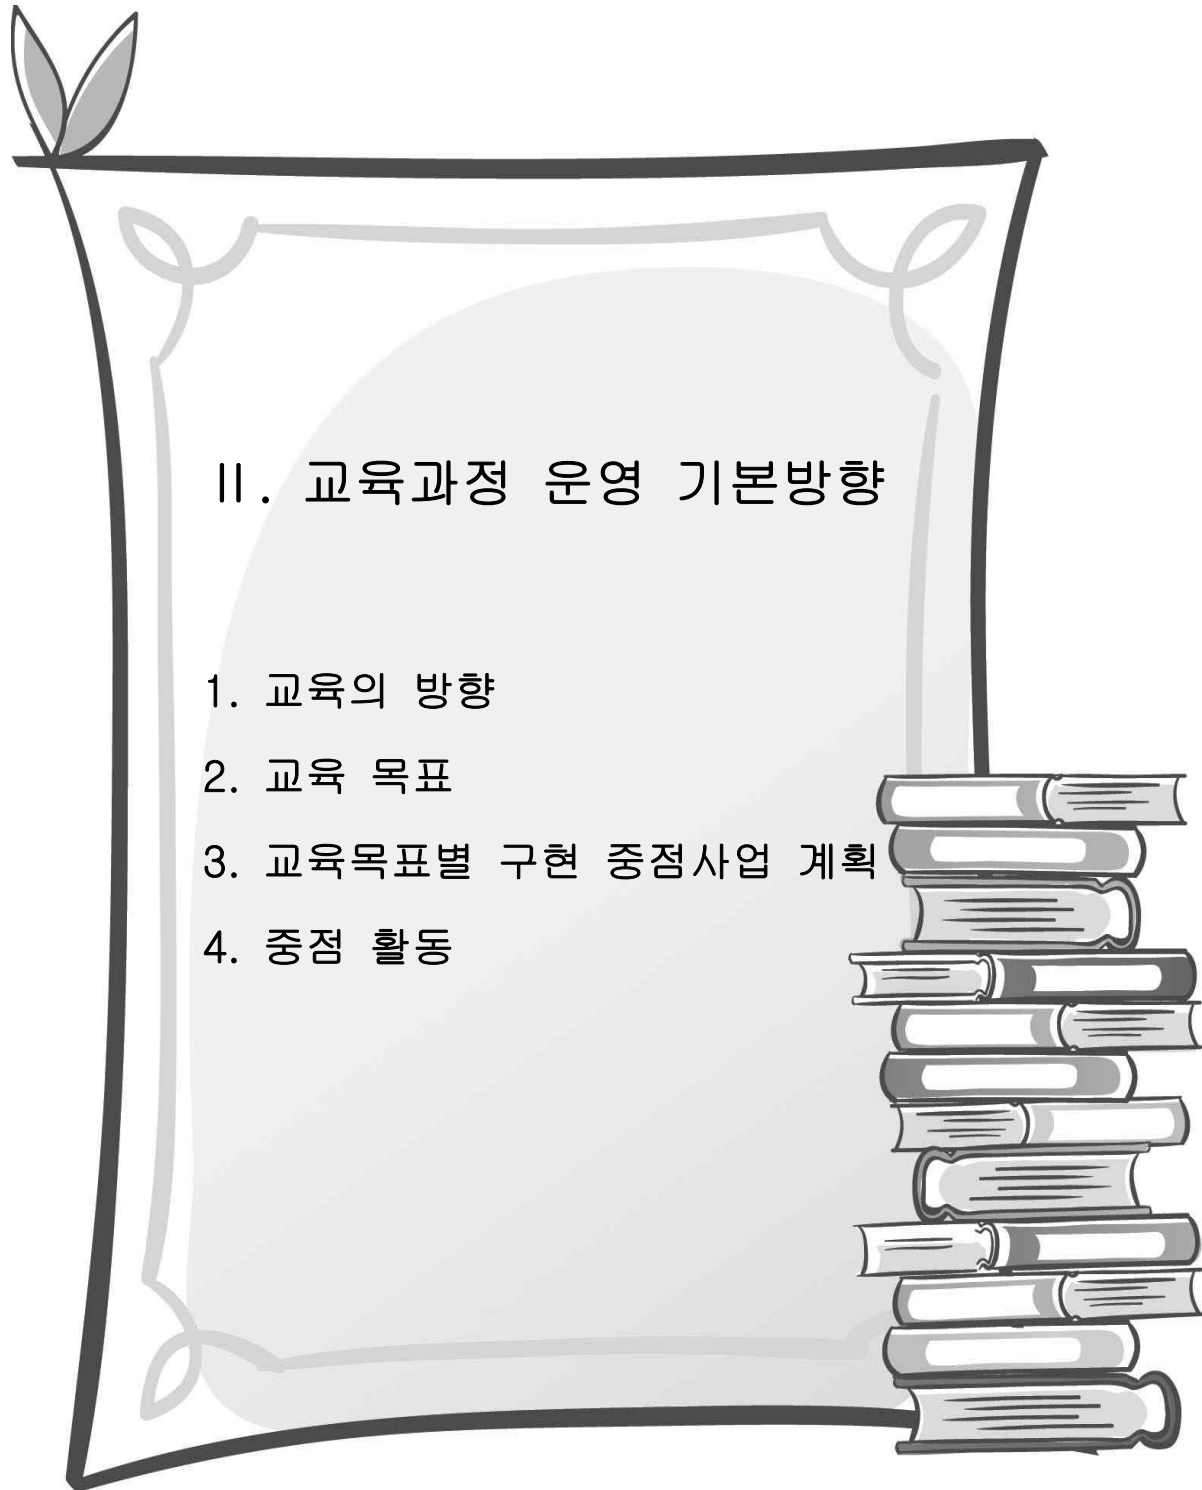 Ⅱ. 교육과정 운영 기본방향
1. 교육의 방향
2. 교육 목표
3. 교육목표별 구현 중점사업 계획
4. 중점 활동